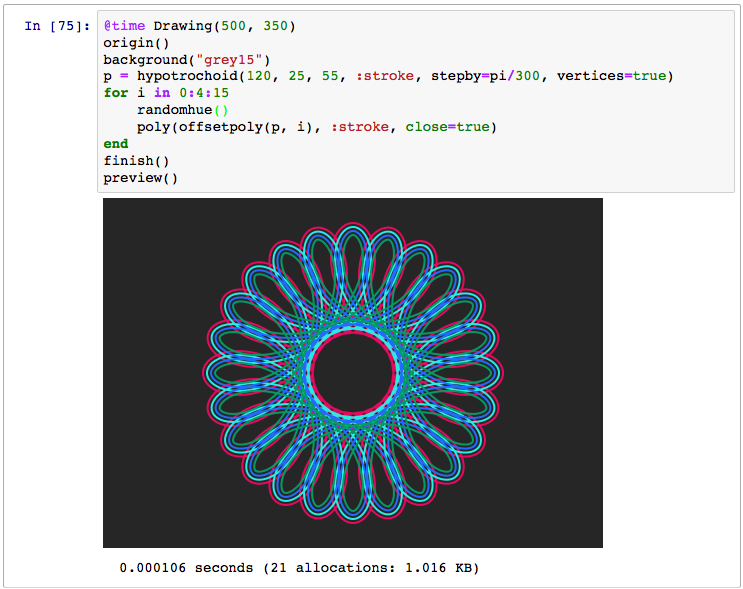 In [75]: @time Drawing(500, 350)
origin()
background("grey15")
p = hypotrochoid(120, 25, 55, :stroke, stepby=pi/300, vertices=true)
for i in 0:4:15
    randomhue()
    poly(offsetpoly(p, i), :stroke, close=true)
end
finish()
preview()
0.000106 seconds (21 allocations: 1.016 KB)